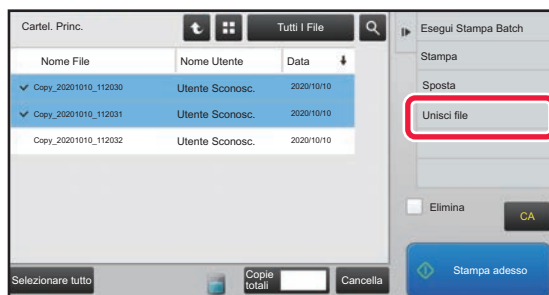 Cartel. Princ.
Tutti I File
Nome File
Nome Utente
Data
Copy_20201010_112030
Utente Sconosc.
2020/10/10
Copy_20201010_112031
Utente Sconosc.
2020/10/10
Copy_20201010_112032
Utente Sconosc.
2020/10/10
Selezionare tutto
Copie
totali
Cancella
Esegui Stampa Batch
Stampa
Sposta
Unisci file
Elimina
CA
Stampa adesso